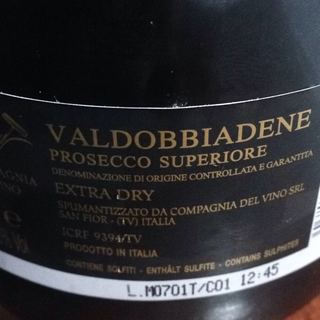 VALDOBBIADENE
PROSECCO SUPERIORE
DENOMINAZIONE DI ORIGINE CONTROLLATA E GARANTITA
EXTRA DRY
SPUMANTIZZATO DA COMPAGNIA DEL VINO SRL
SAN FIOR - (TV) ITALIA
ICRF 9394/TV
PRODOTTO IN ITALIA
CONTIENE SOLFITI - ENTHÄLT SULFITE - CONTAINS SULPHITES
L.M0701T/C01 12:45